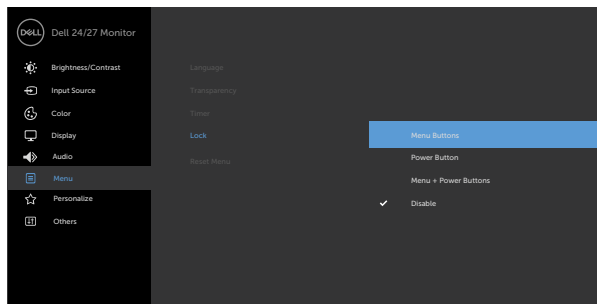 DELL Dell 24/27 Monitor
Brightness/Contrast Language
Input Source Transparency
Color Timer
Display Lock Menu Buttons
Audio Reset Menu Power Button
Menu Menu + Power Buttons
Personalize Disable
Others